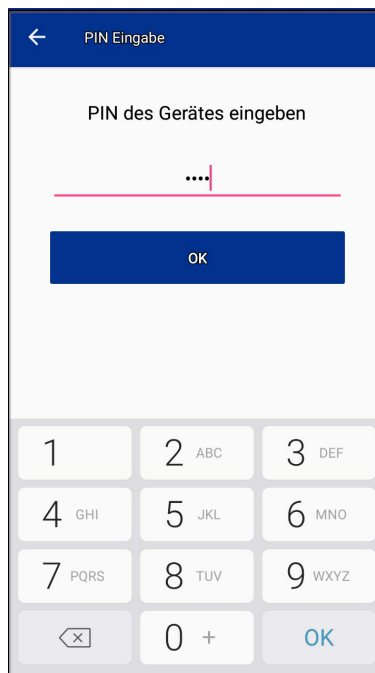 PIN Eingabe
PIN des Gerätes eingeben
••••
OK
1
2 ABC
3 DEF
4 GHI
5 JKL
6 MNO
7 PQRS
8 TUV
9 WXYZ
0 +
OK